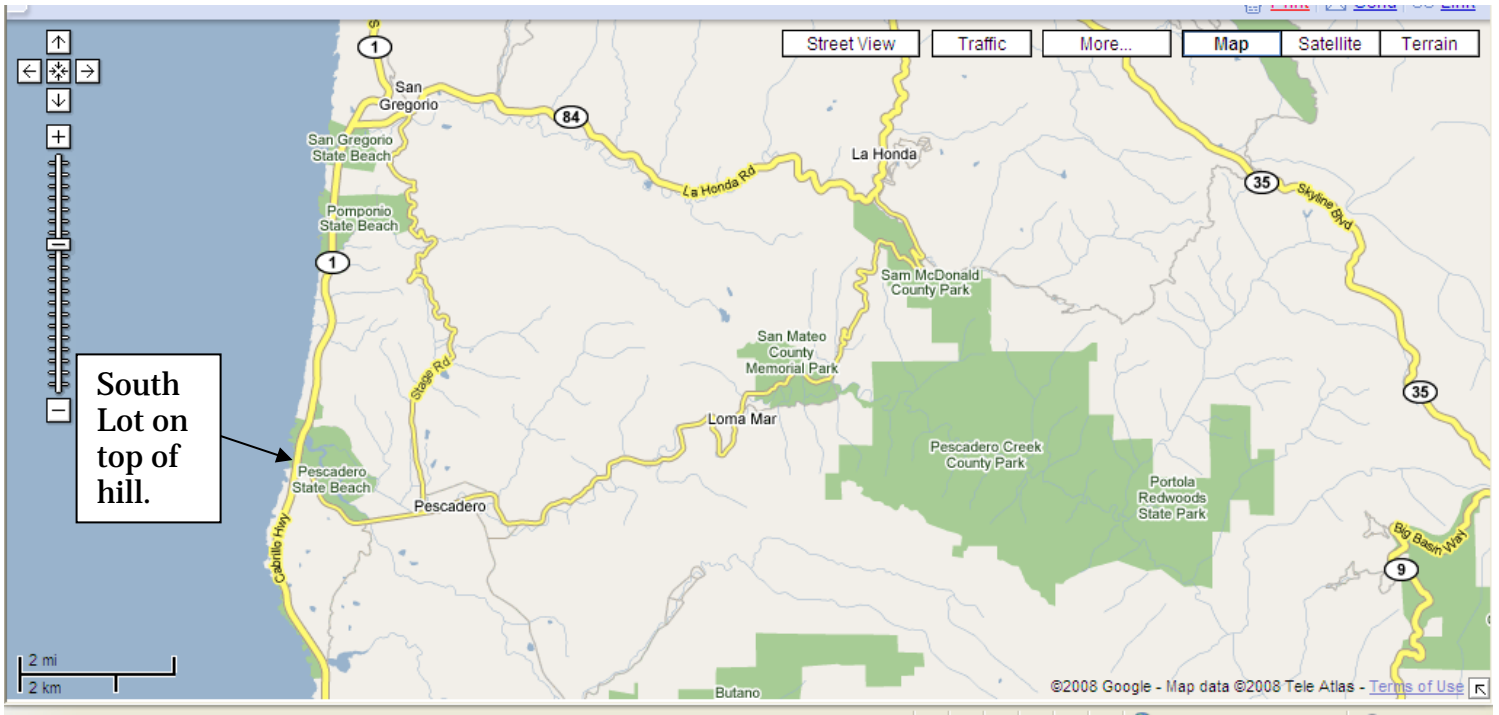 Print Send Link
Street View
Traffic
More...
Map
Satellite
Terrain
1
San
Gregorio
84
San Gregorio
State Beach
La Honda
La Honda Rd
35
Skyline Blvd
Pomponio
State Beach
1
Sam McDonald
County Park
San Mateo
County
Memorial Park
Stage Rd
South
Lot on
top of
hill.
35
Loma Mar
Pescadero
State Beach
Pescadero
Pescadero Creek
County Park
Portola
Redwoods
State Park
Cabrillo Hwy
Big Basin Way
9
2 mi
2 km
Butano
©2008 Google - Map data ©2008 Tele Atlas - Terms of Use